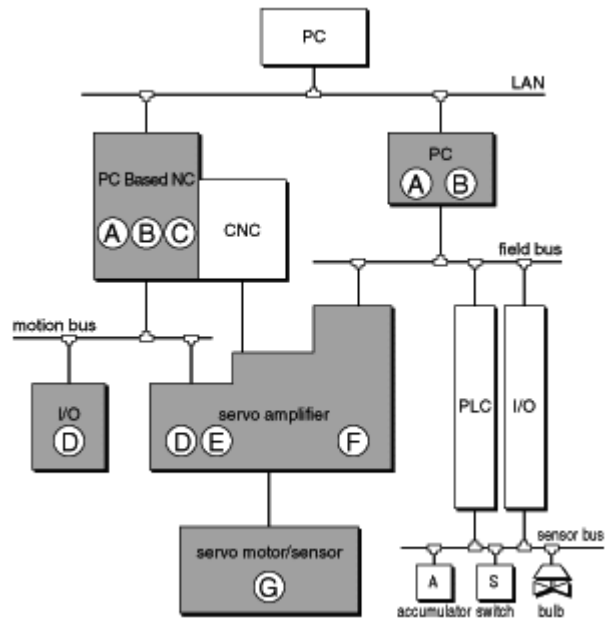 PC
LAN
PC Based NC
A B C
CNC
PC
A B
field bus
motion bus
I/O
D
servo amplifier
D E F
PLC
I/O
servo motor/sensor
G
sensor bus
A
S
accumulator
switch
bulb